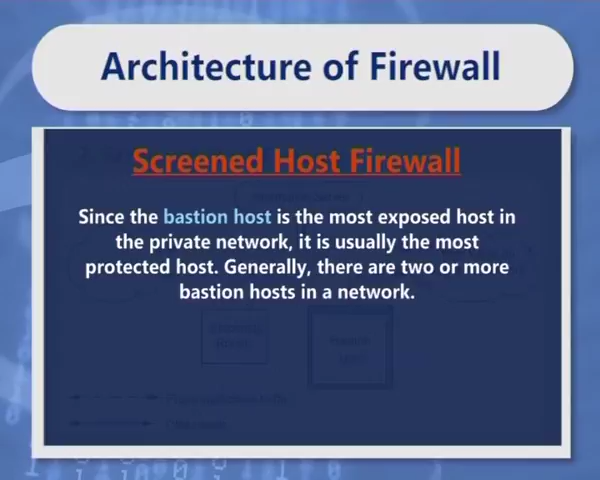 Architecture of Firewall
Screened Host Firewall
Since the bastion host is the most exposed host in
the private network, it is usually the most
protected host. Generally, there are two or more
bastion hosts in a network.